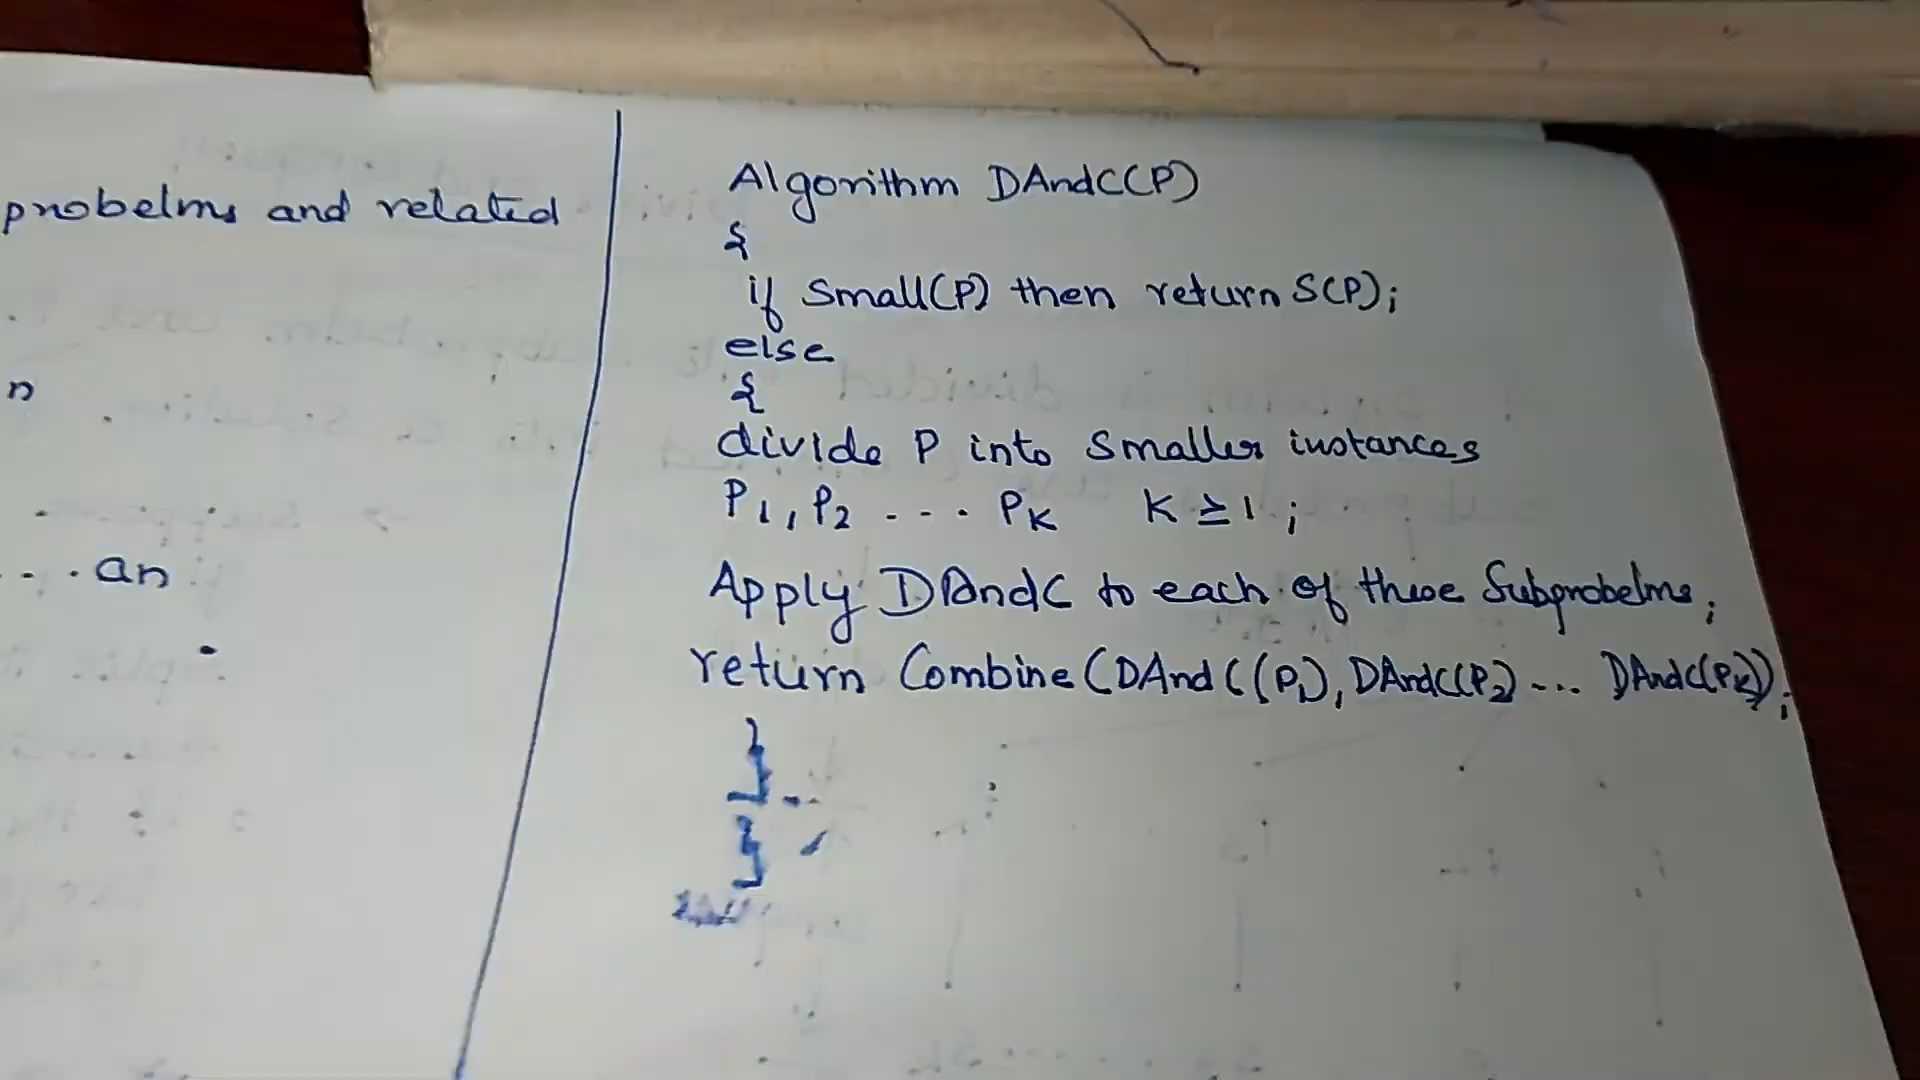 probelms and related
n
. . . an
Algorithm DAndC(P)
{
if Small(P) then return S(P);
else
{
divide P into smaller instances
P1, P2 . . . PK K ≥ 1 ;
Apply DAndC to each of these Subprobelms;
return Combine (DAndC(P1), DAndC(P2) ... DAndC(PK));
}
}